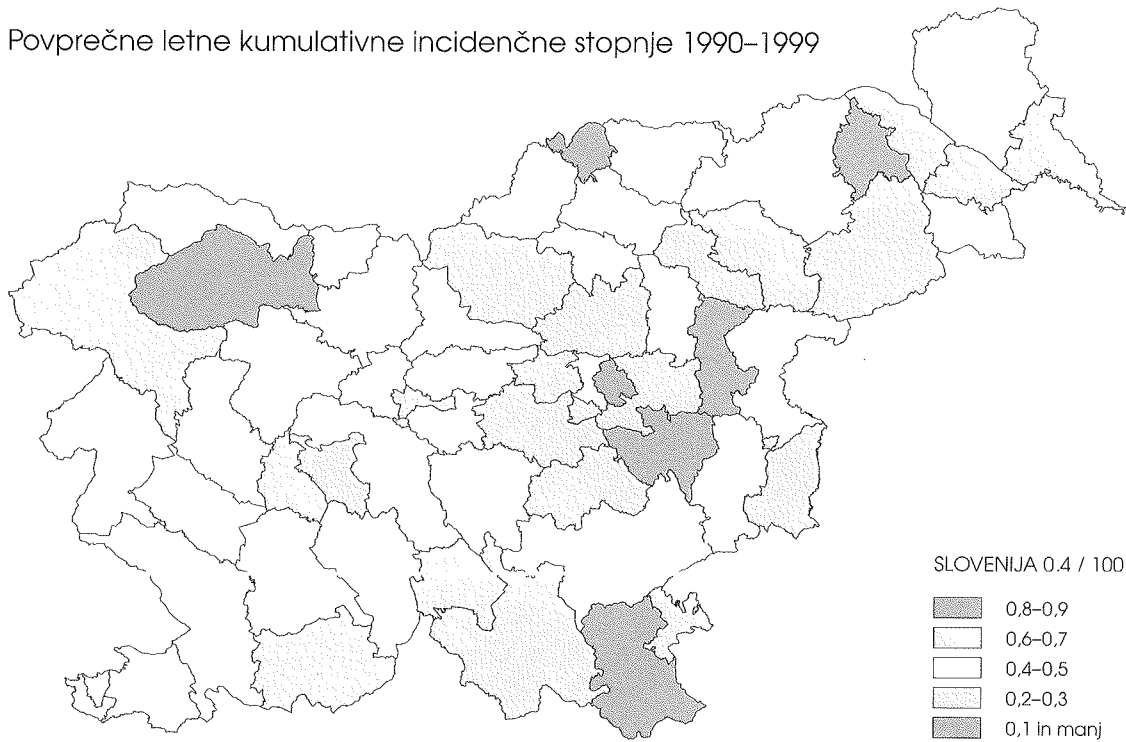 Povprečne letne kumulativne incidenčne stopnje 1990–1999
SLOVENIJA 0.4 / 100
0,8–0,9
0,6–0,7
0,4–0,5
0,2–0,3
0,1 in manj